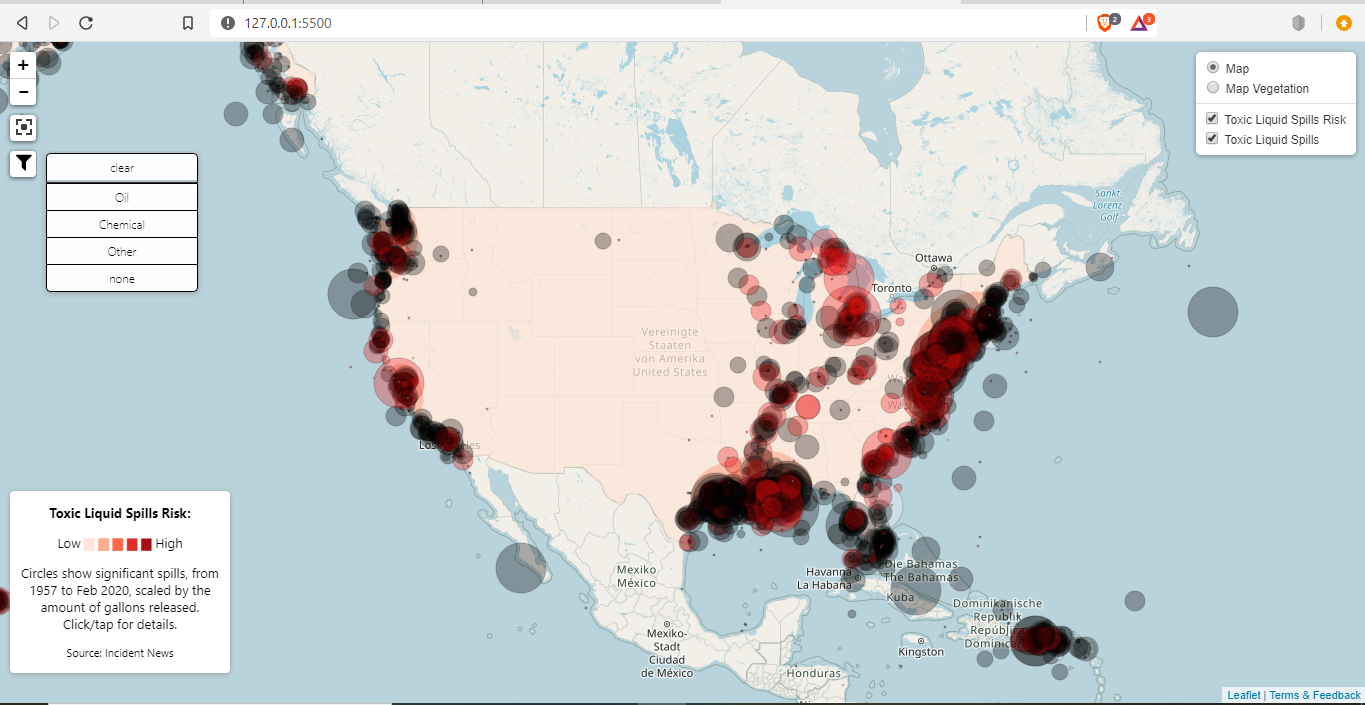 127.0.0.1:5500
2
3
+
−
Map
Map Vegetation
Toxic Liquid Spills Risk
Toxic Liquid Spills
clear
Oil
Chemical
Other
none
Sankt-
Lorenz-
Golf
Ottawa
Toronto
Vereinigte
Staaten
von Amerika
United States
Mexiko
México
Havanna
La Habana
Die Bahamas
The Bahamas
Kuba
Dominikanische
Republik
Kingston
Mexiko-
Stadt
Ciudad
de México
Honduras
Toxic Liquid Spills Risk:
Low High
Circles show significant spills, from
1957 to Feb 2020, scaled by the
amount of gallons released.
Click/tap for details.
Source: Incident News
Leaflet | Terms & Feedback